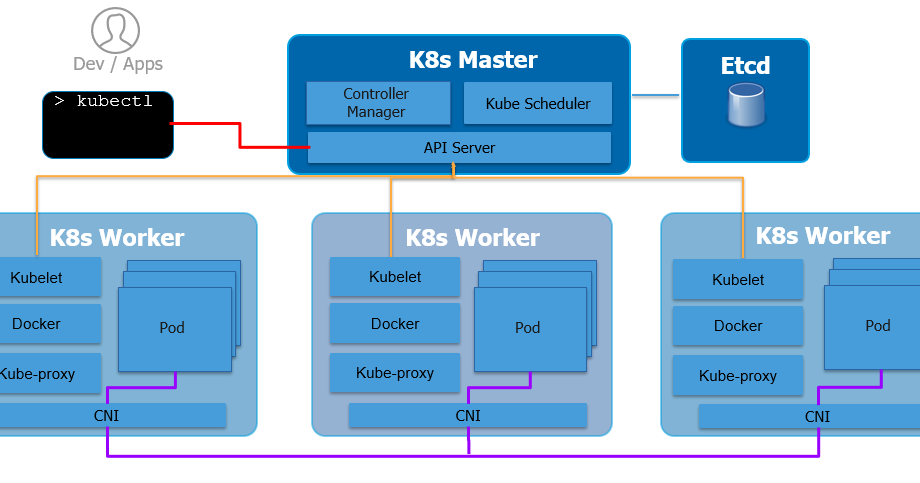 Dev / Apps
> kubectl
K8s Master
Controller
Manager
Kube Scheduler
API Server
Etcd
K8s Worker
Kubelet
Docker
Kube-proxy
Pod
CNI
K8s Worker
Kubelet
Docker
Kube-proxy
Pod
CNI
K8s Worker
Kubelet
Docker
Kube-proxy
Pod
CNI